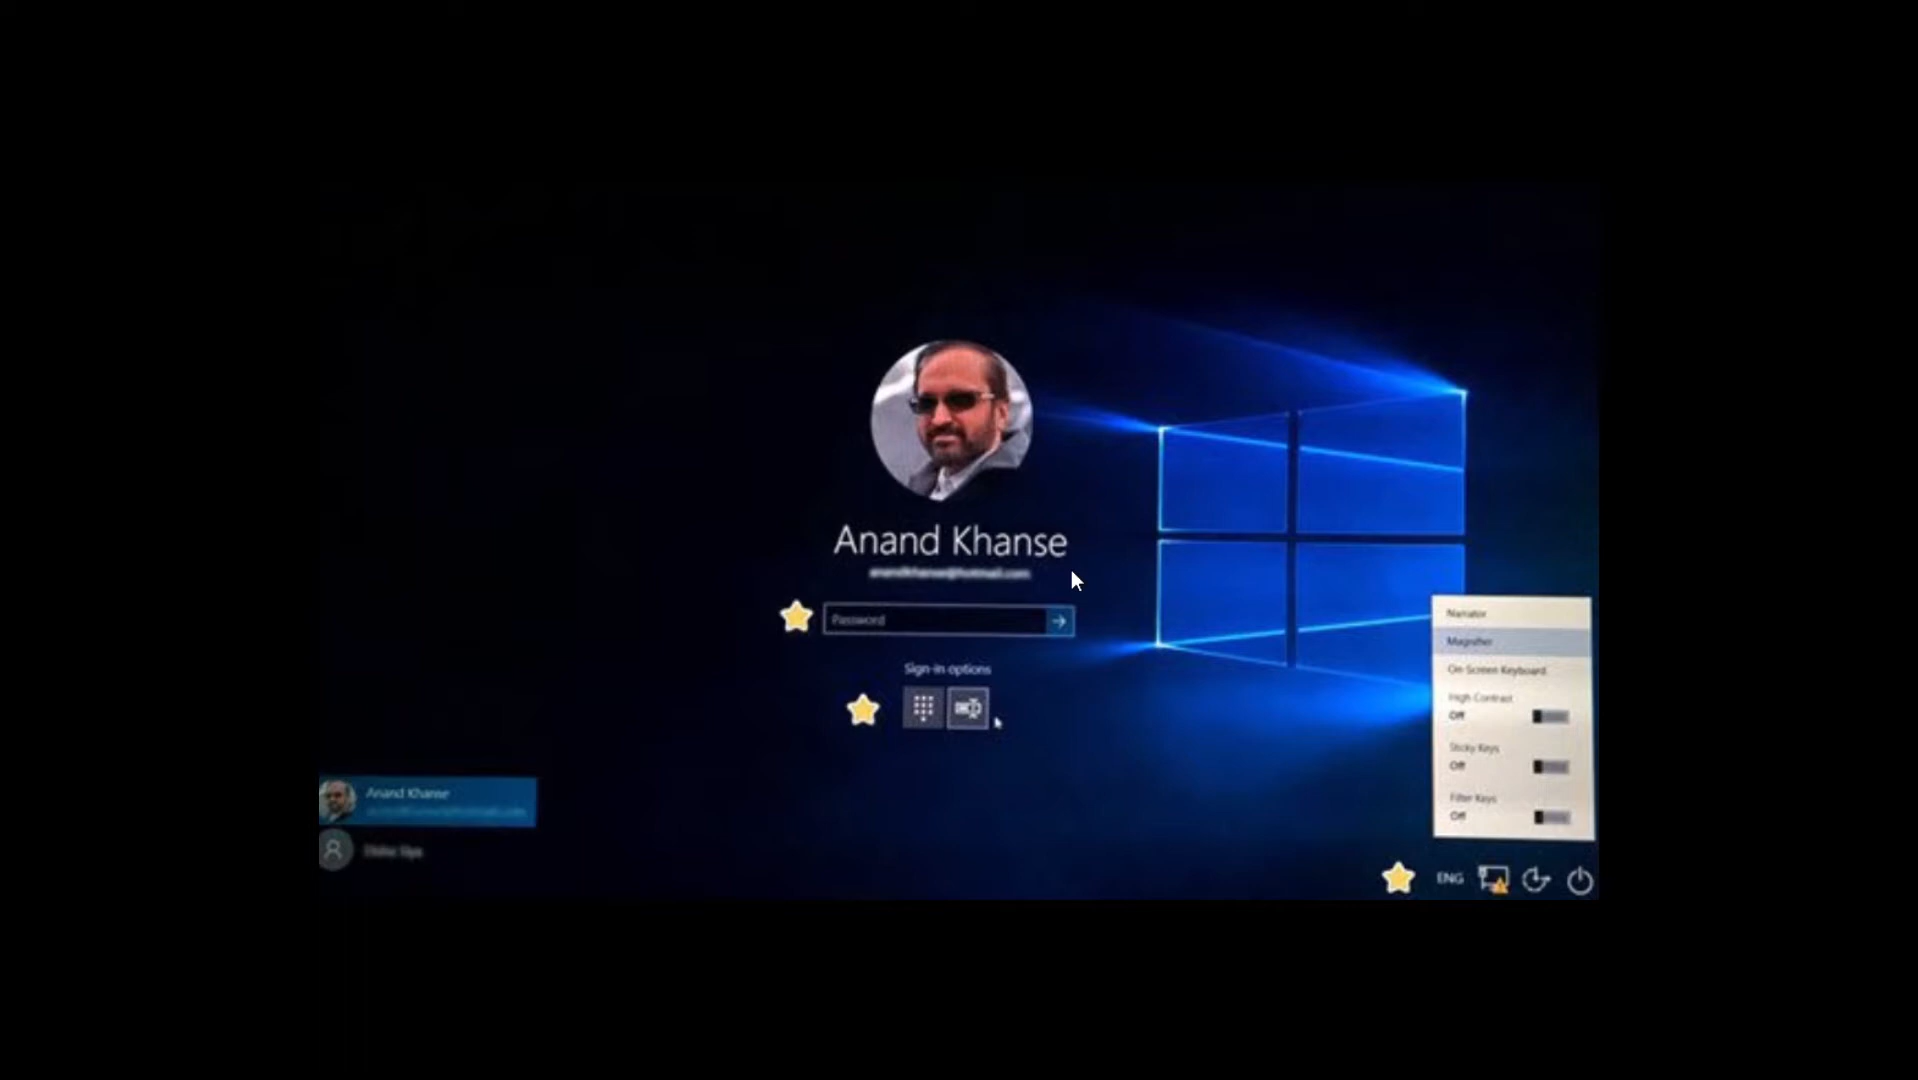 Anand Khanse
Password
Sign-in options
Narrator
Magnifier
On-Screen Keyboard
High Contrast
Off
Sticky Keys
Off
Filter Keys
Off
Anand Khanse
ENG